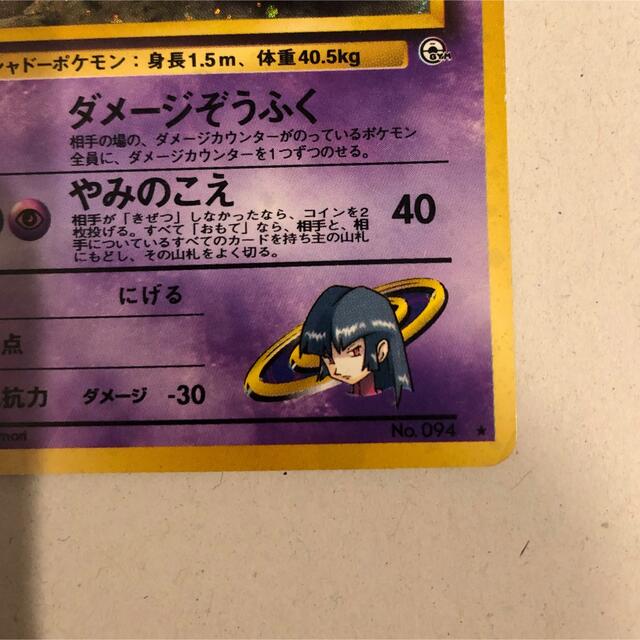 シャドーポケモン：身長1.5m、体重40.5kg
GYM
ダメージぞうふく
相手の場の、ダメージカウンターがのっているポケモン
全員に、ダメージカウンターを1つずつのせる。
やみのこえ
40
相手が「きぜつ」しなかったなら、コインを2
枚投げる。すべて「おもて」なら、相手と、相
手についているすべてのカードを持ち主の山札
にもどし、その山札をよく切る。
にげる
点
抗力 ダメージ -30
mori
No. 094 ★